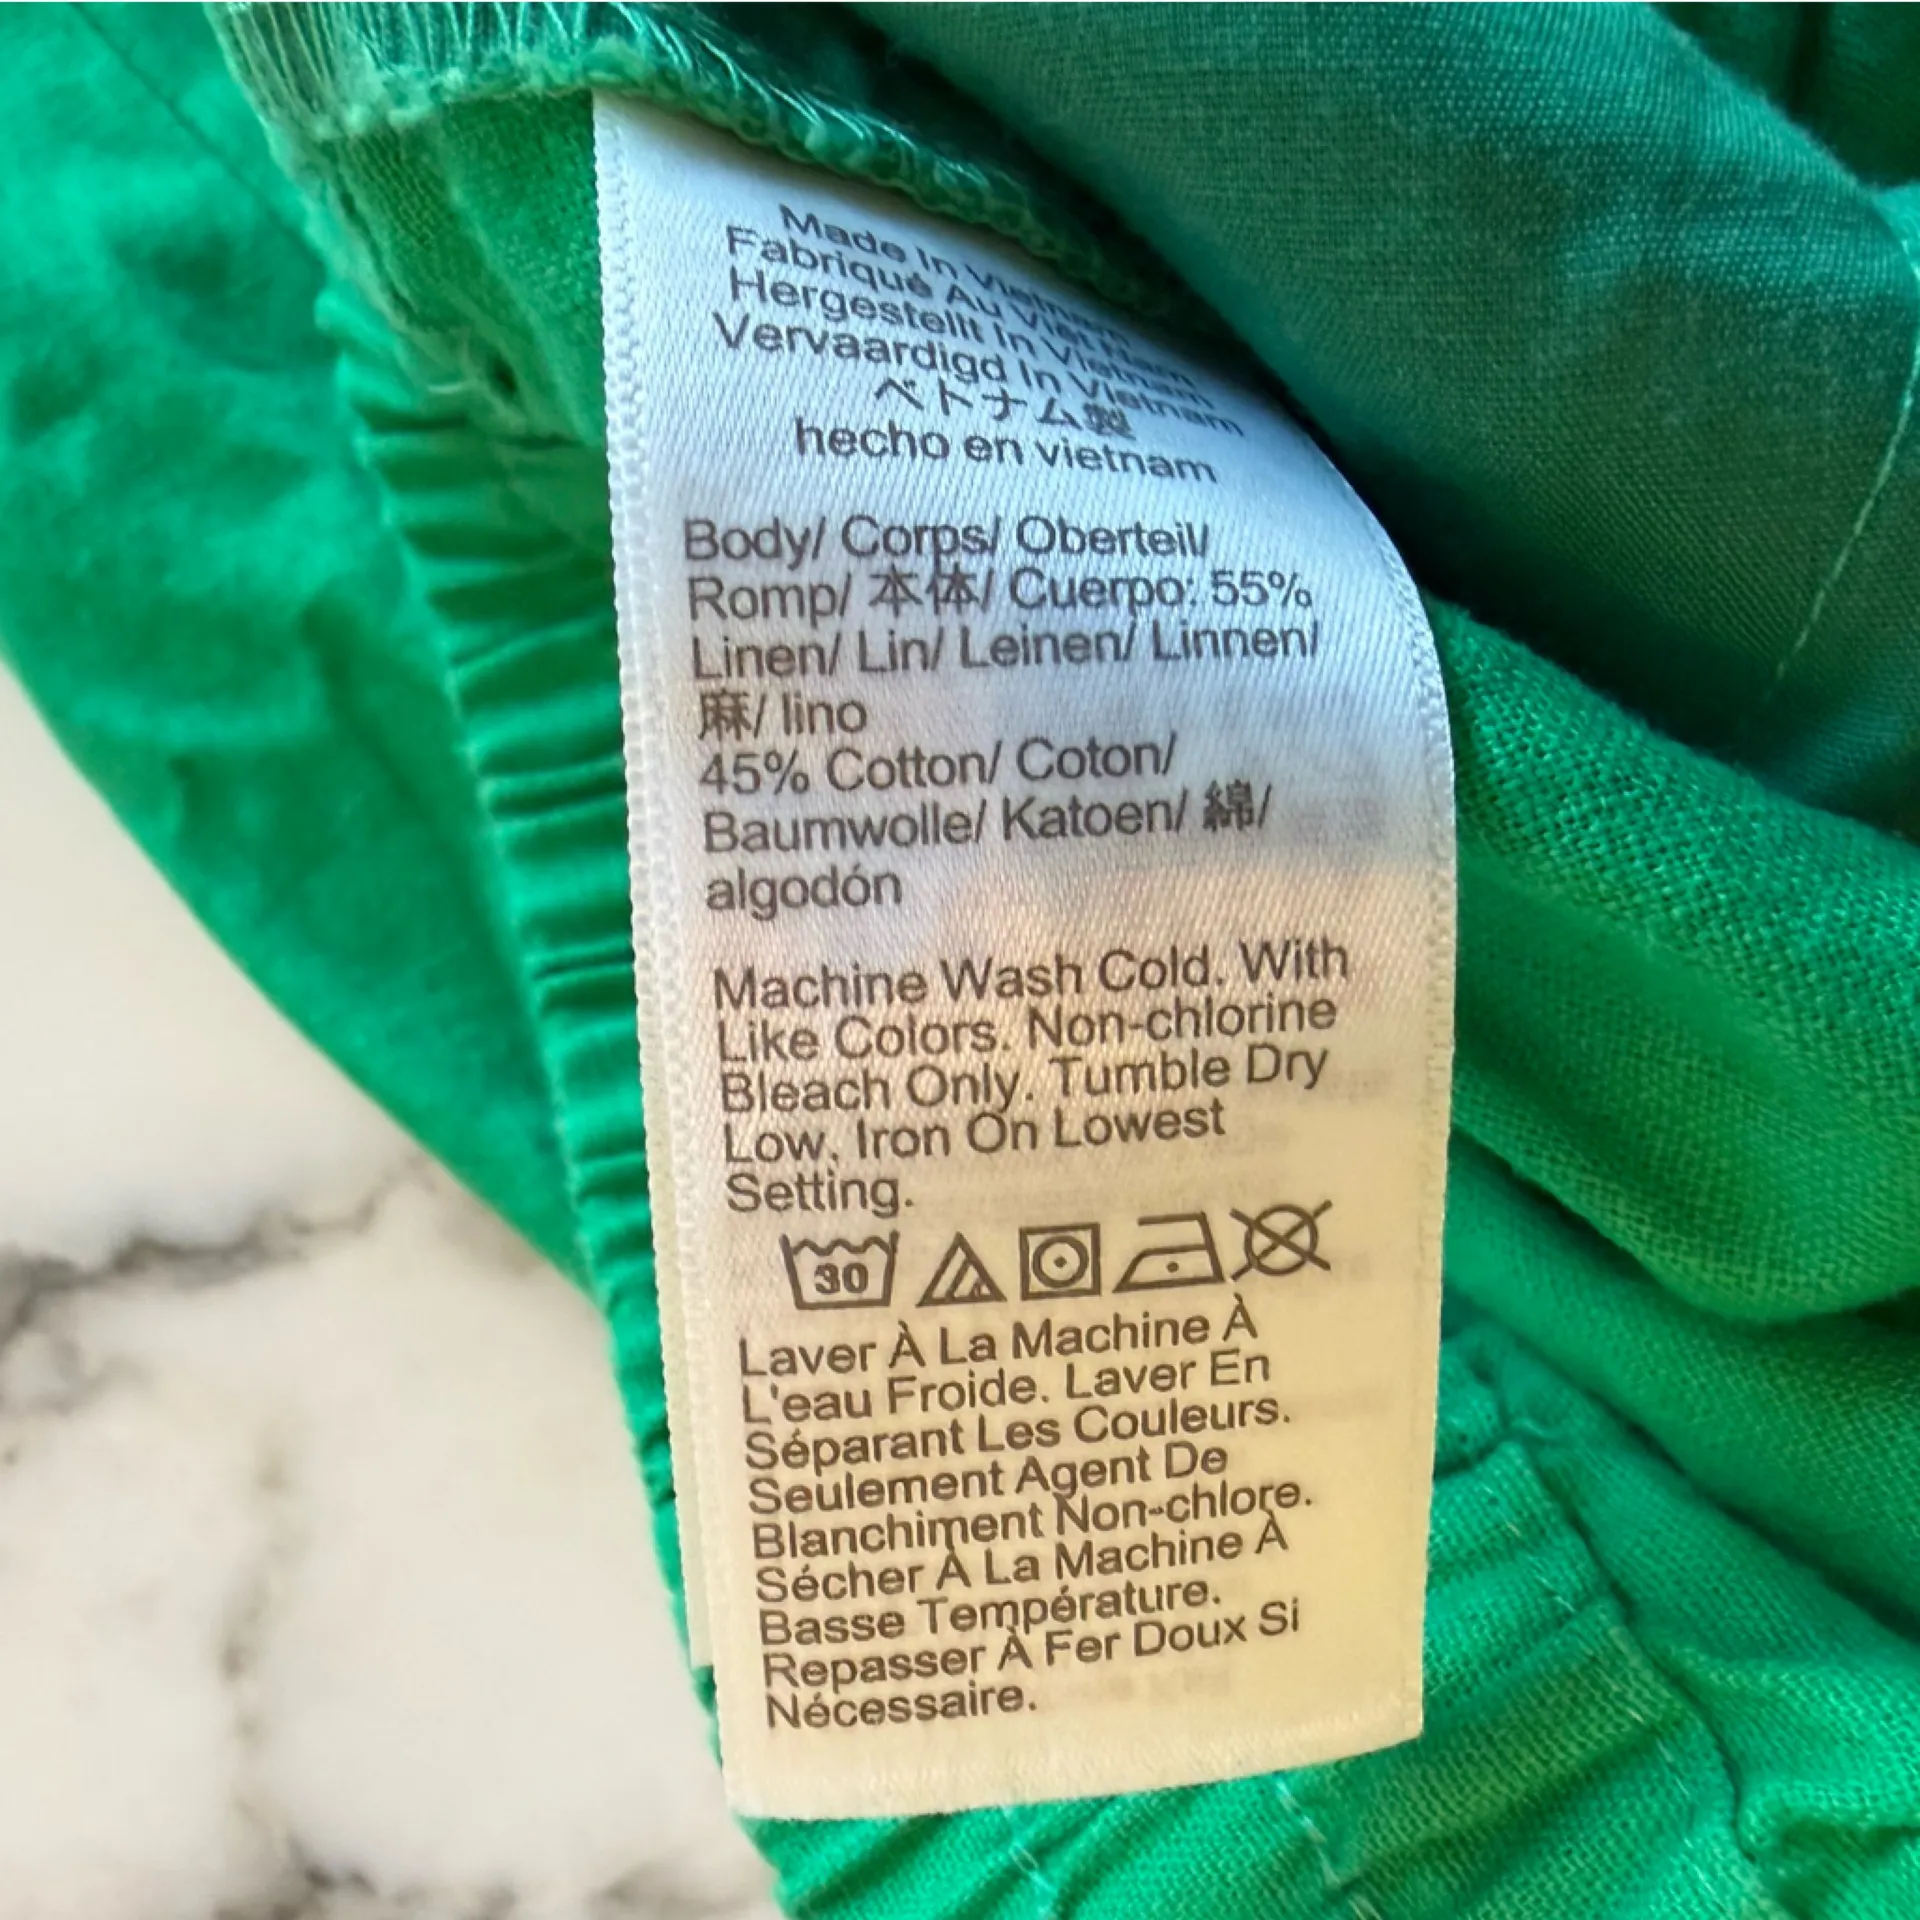 Made In Vietnam
Fabriqué Au Viêt Nam
Hergestellt In Vietnam
Vervaardigd In Vietnam
ベトナム製
hecho en vietnam
Body/ Corps/ Oberteil/
Romp/ 本体/ Cuerpo: 55%
Linen/ Lin/ Leinen/ Linnen/
麻/ lino
45% Cotton/ Coton/
Baumwolle/ Katoen/ 綿/
algodón
Machine Wash Cold. With
Like Colors. Non-chlorine
Bleach Only. Tumble Dry
Low. Iron On Lowest
Setting.
30
Laver À La Machine À
L'eau Froide. Laver En
Séparant Les Couleurs.
Seulement Agent De
Blanchiment Non-chlore.
Sécher À La Machine À
Basse Température.
Repasser À Fer Doux Si
Nécessaire.